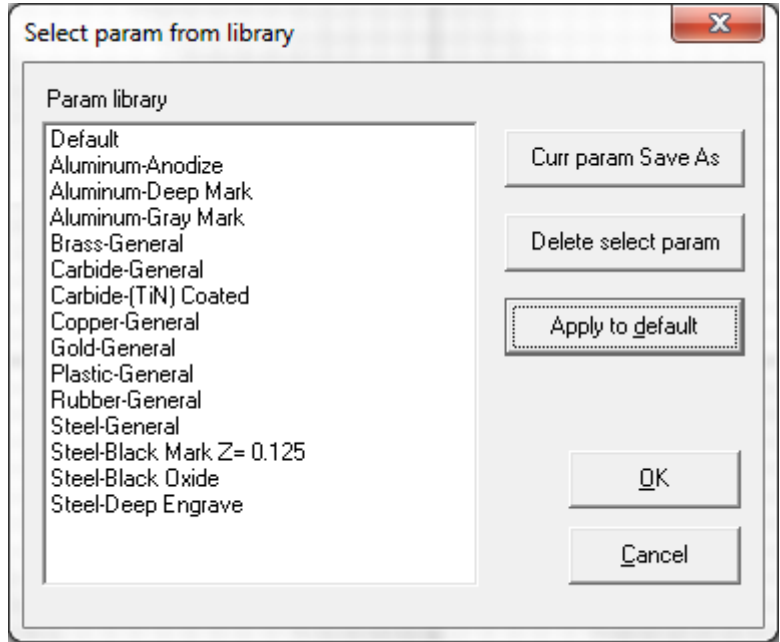 Select param from library
Param library
Default
Aluminum-Anodize
Aluminum-Deep Mark
Aluminum-Gray Mark
Brass-General
Carbide-General
Carbide-(TiN) Coated
Copper-General
Gold-General
Plastic-General
Rubber-General
Steel-General
Steel-Black Mark Z= 0.125
Steel-Black Oxide
Steel-Deep Engrave
Curr param Save As
Delete select param
Apply to default
OK
Cancel